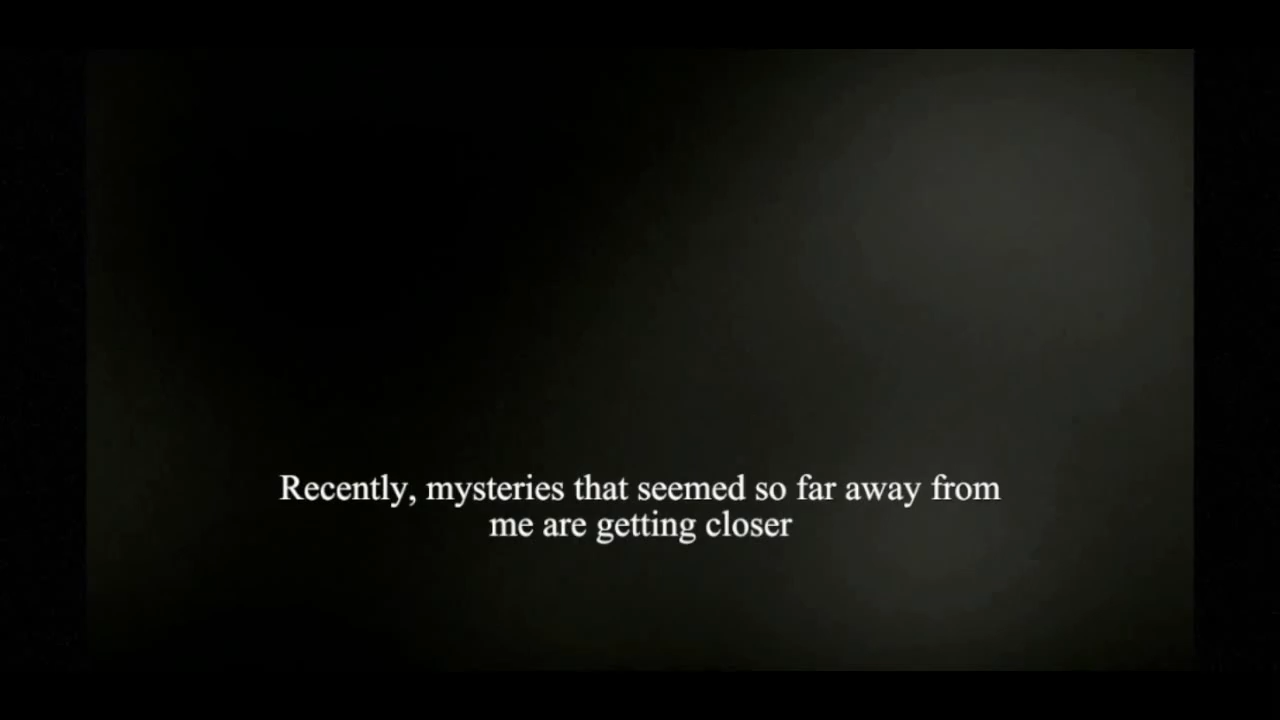 Recently, mysteries that seemed so far away from
me are getting closer